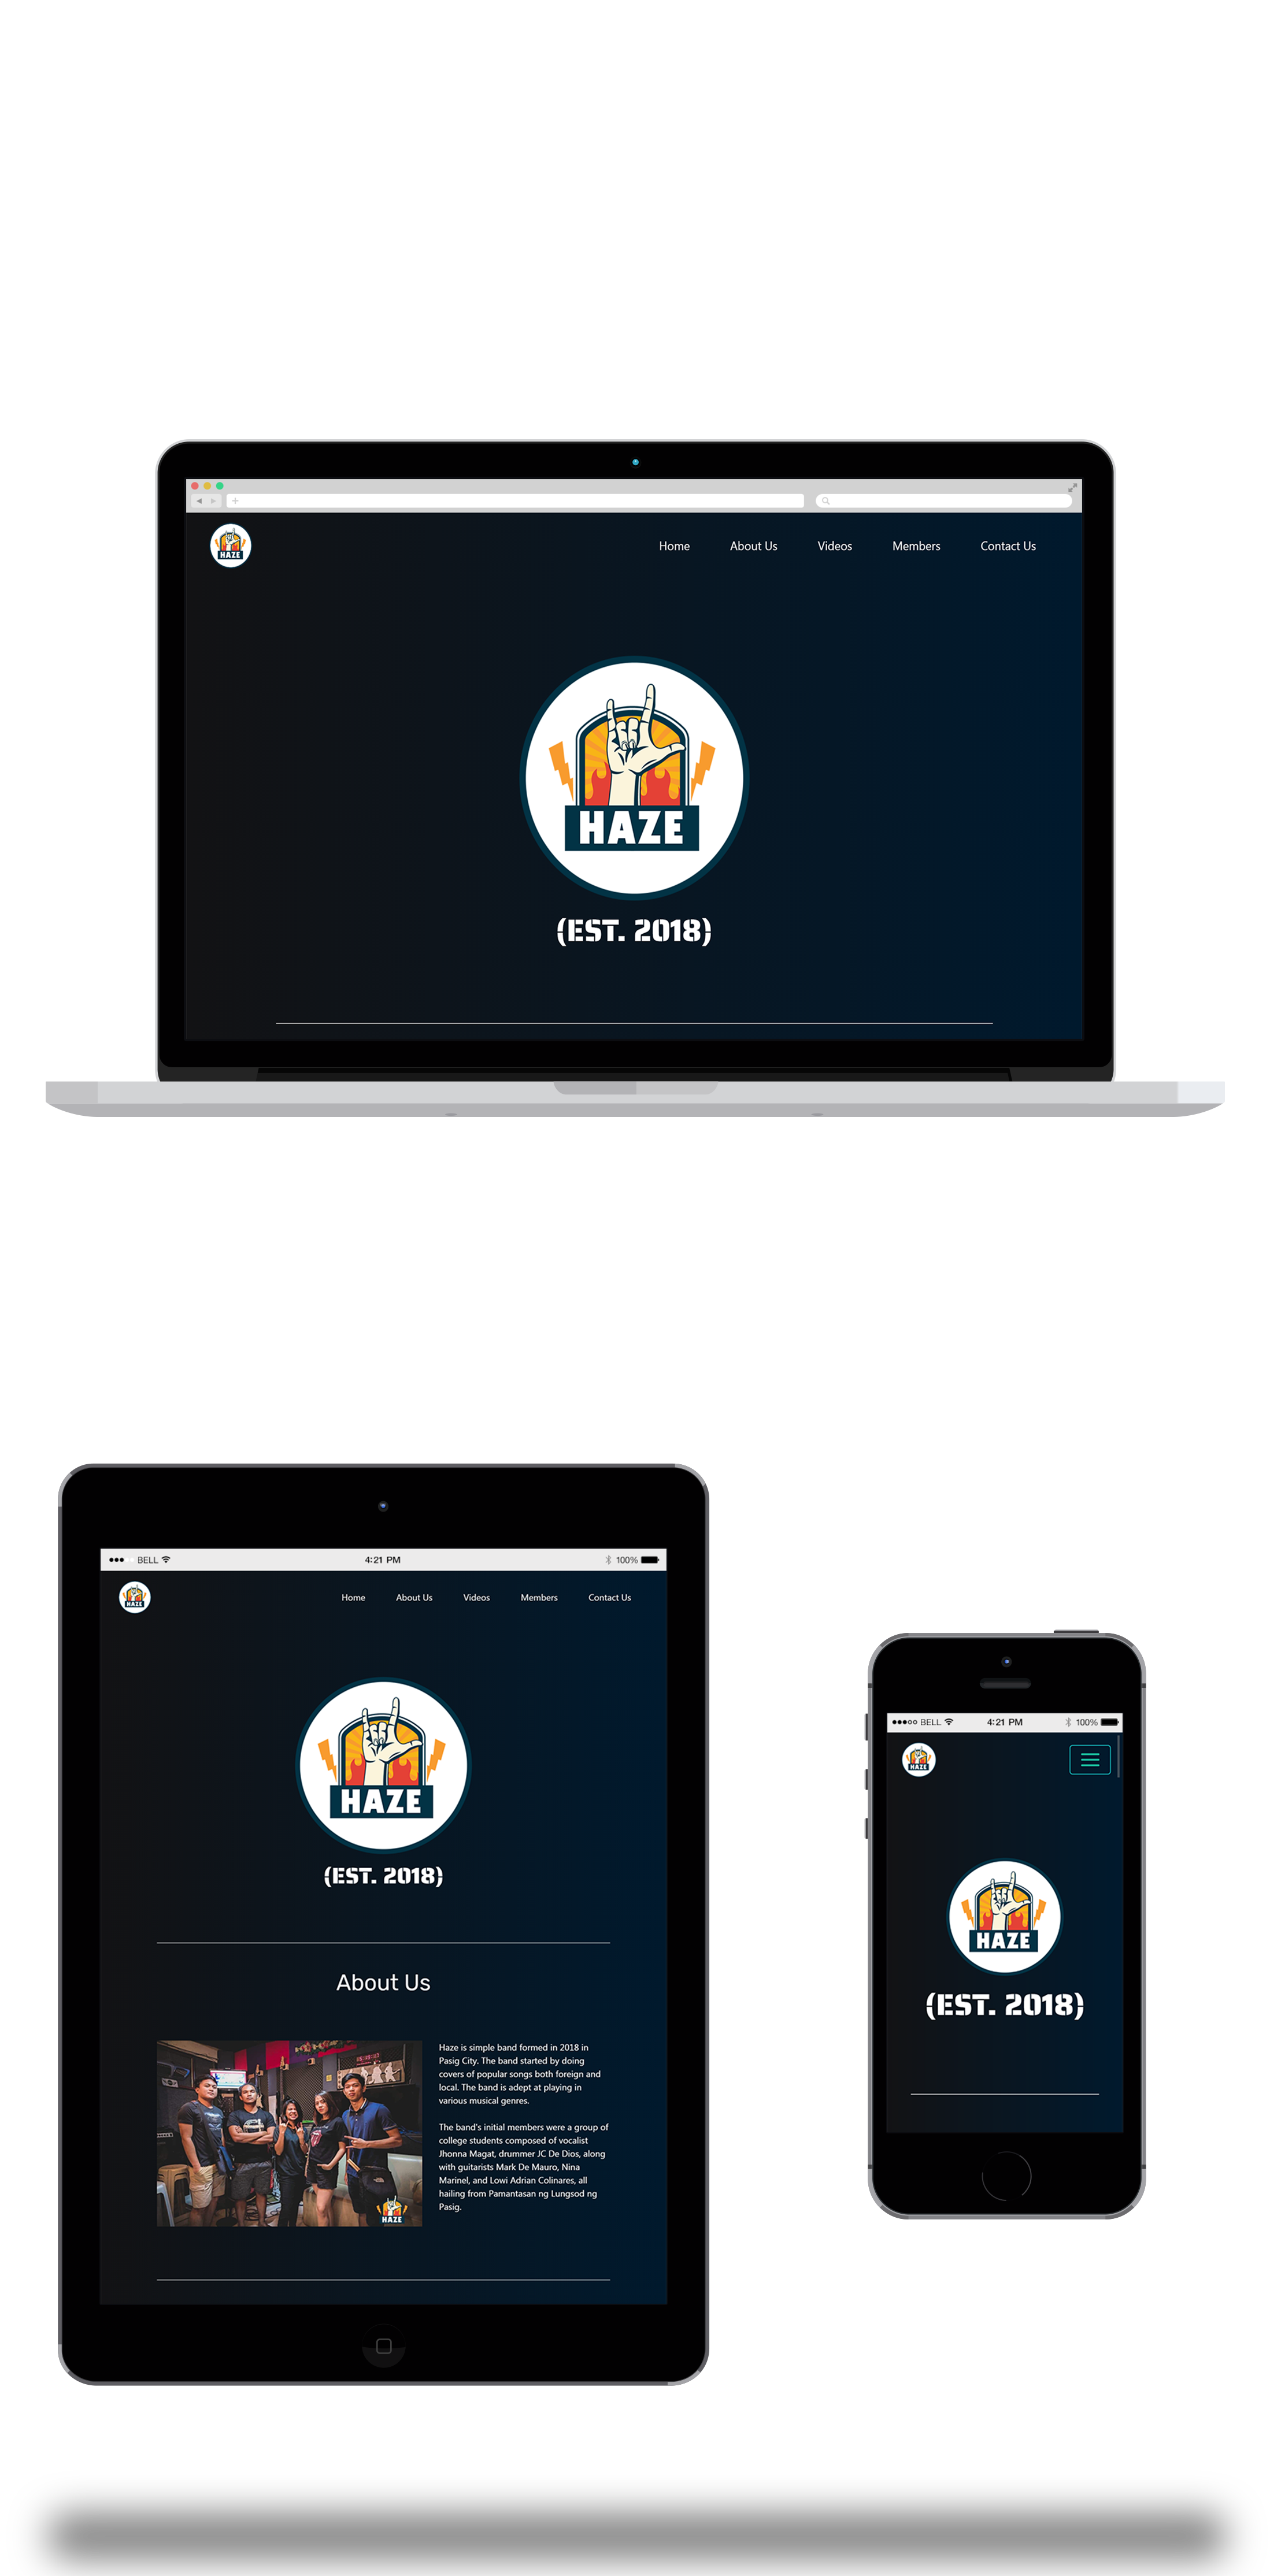 HAZE
Home About Us Videos Members Contact Us
HAZE
(EST. 2018)
BELL 4:21 PM 100%
HAZE
Home About Us Videos Members Contact Us
HAZE
(EST. 2018)
About Us
Haze is simple band formed in 2018 in
Pasig City. The band started by doing
covers of popular songs both foreign and
local. The band is adept at playing in
various musical genres.
The band's initial members were a group of
college students composed of vocalist
Jhonna Magat, drummer JC De Dios, along
with guitarists Mark De Mauro, Nina
Marinel, and Lowi Adrian Colinares, all
hailing from Pamantasan ng Lungsod ng
Pasig.
HAZE
BELL 4:21 PM 100%
HAZE
HAZE
(EST. 2018)